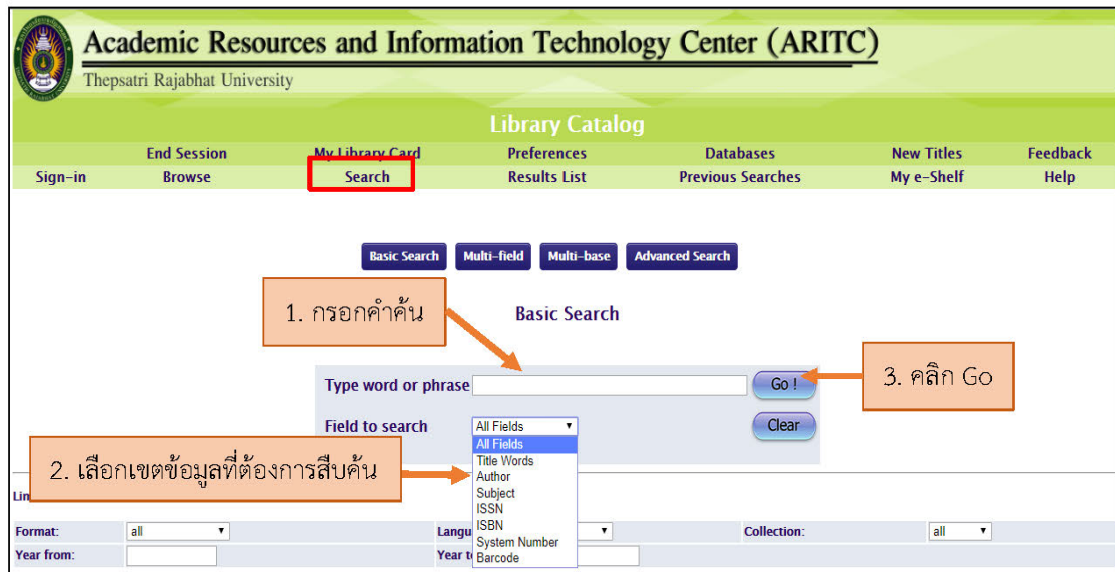 Academic Resources and Information Technology Center (ARITC)
Thepsatri Rajabhat University
Library Catalog
End Session My Library Card Preferences Databases New Titles Feedback
Sign-in Browse Search Results List Previous Searches My e-Shelf Help
Basic Search Multi-field Multi-base Advanced Search
1. กรอกคำค้น
Basic Search
Type word or phrase Go !
3. คลิก Go
Field to search All Fields Clear
All Fields
Title Words
2. เลือกเขตข้อมูลที่ต้องการสืบค้น
Author
Subject
ISSN
ISBN
System Number
Barcode
Format: all Collection: all
Year from: